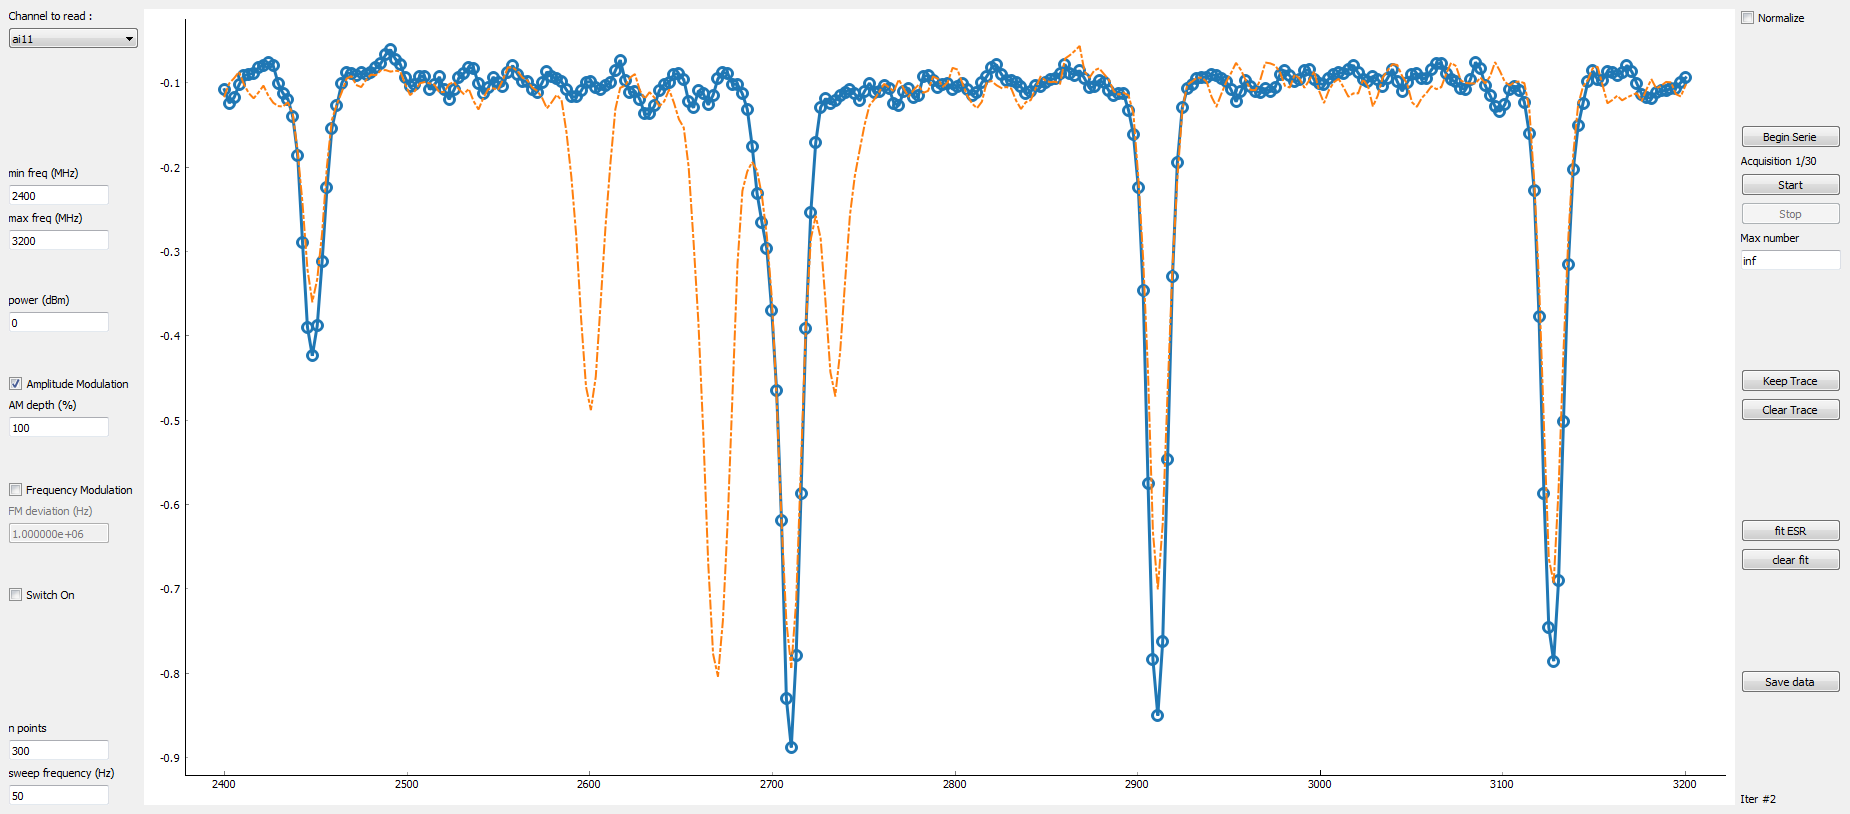 Channel to read :
ai11
min freq (MHz)
2400
max freq (MHz)
3200
power (dBm)
0
Amplitude Modulation
AM depth (%)
100
Frequency Modulation
FM deviation (Hz)
1.000000e+06
Switch On
n points
300
sweep frequency (Hz)
50
-0.1
-0.2
-0.3
-0.4
-0.5
-0.6
-0.7
-0.8
-0.9
2400 2500 2600 2700 2800 2900 3000 3100 3200
Normalize
Begin Serie
Acquisition 1/30
Start
Stop
Max number
inf
Keep Trace
Clear Trace
fit ESR
clear fit
Save data
Iter #2